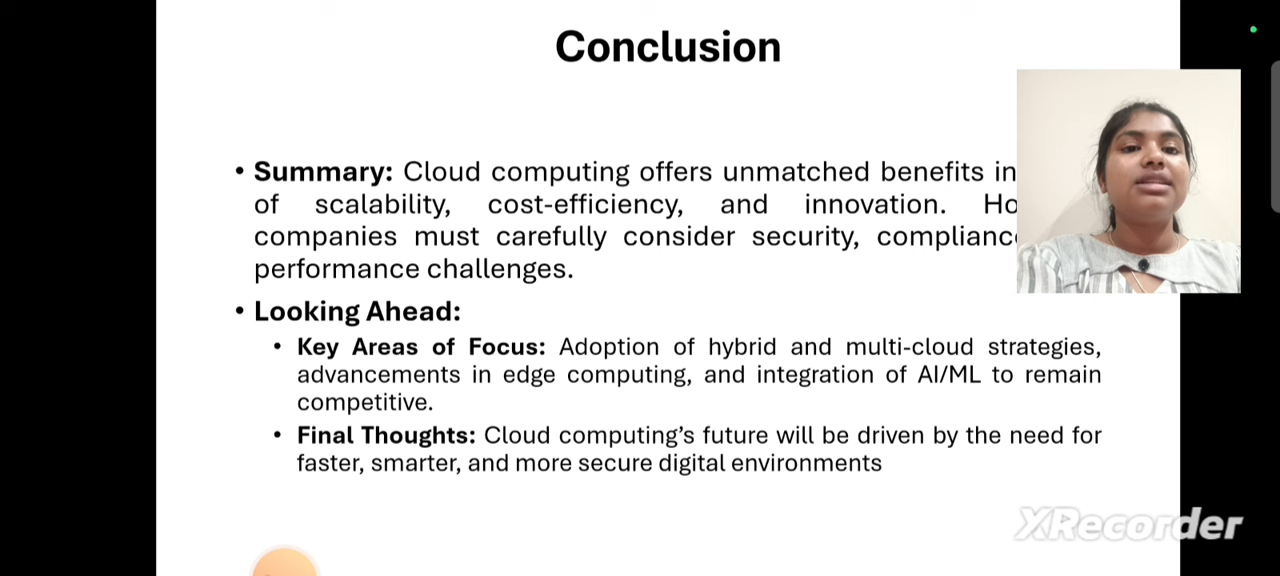 Conclusion
• Summary: Cloud computing offers unmatched benefits in
of scalability, cost-efficiency, and innovation.
companies must carefully consider security,
performance challenges.
• Looking Ahead:
• Key Areas of Focus: Adoption of hybrid and multi-cloud strategies,
advancements in edge computing, and integration of AI/ML to remain
competitive.
• Final Thoughts: Cloud computing’s future will be driven by the need for
faster, smarter, and more secure digital environments
XRecorder